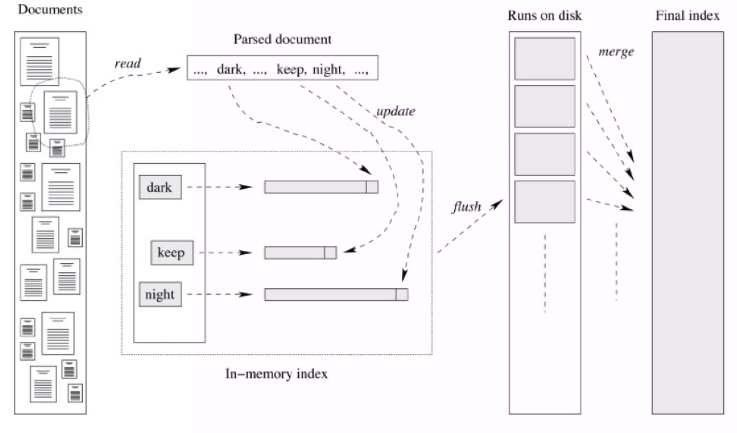 Documents
Runs on disk
Final index
Parsed document
read
..., dark, ..., keep, night, ...,
merge
update
dark
flush
keep
night
In-memory index